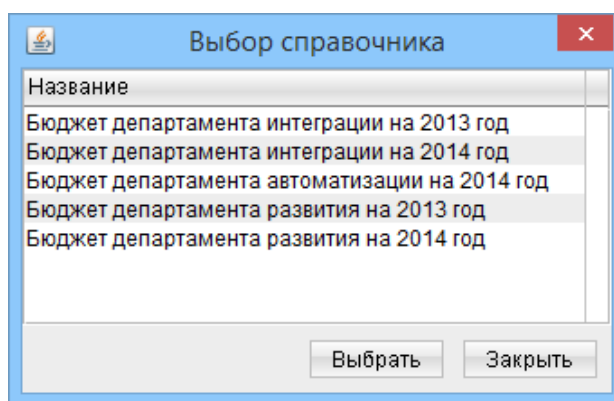 Выбор справочника
Название
Бюджет департамента интеграции на 2013 год
Бюджет департамента интеграции на 2014 год
Бюджет департамента автоматизации на 2014 год
Бюджет департамента развития на 2013 год
Бюджет департамента развития на 2014 год
Выбрать Закрыть